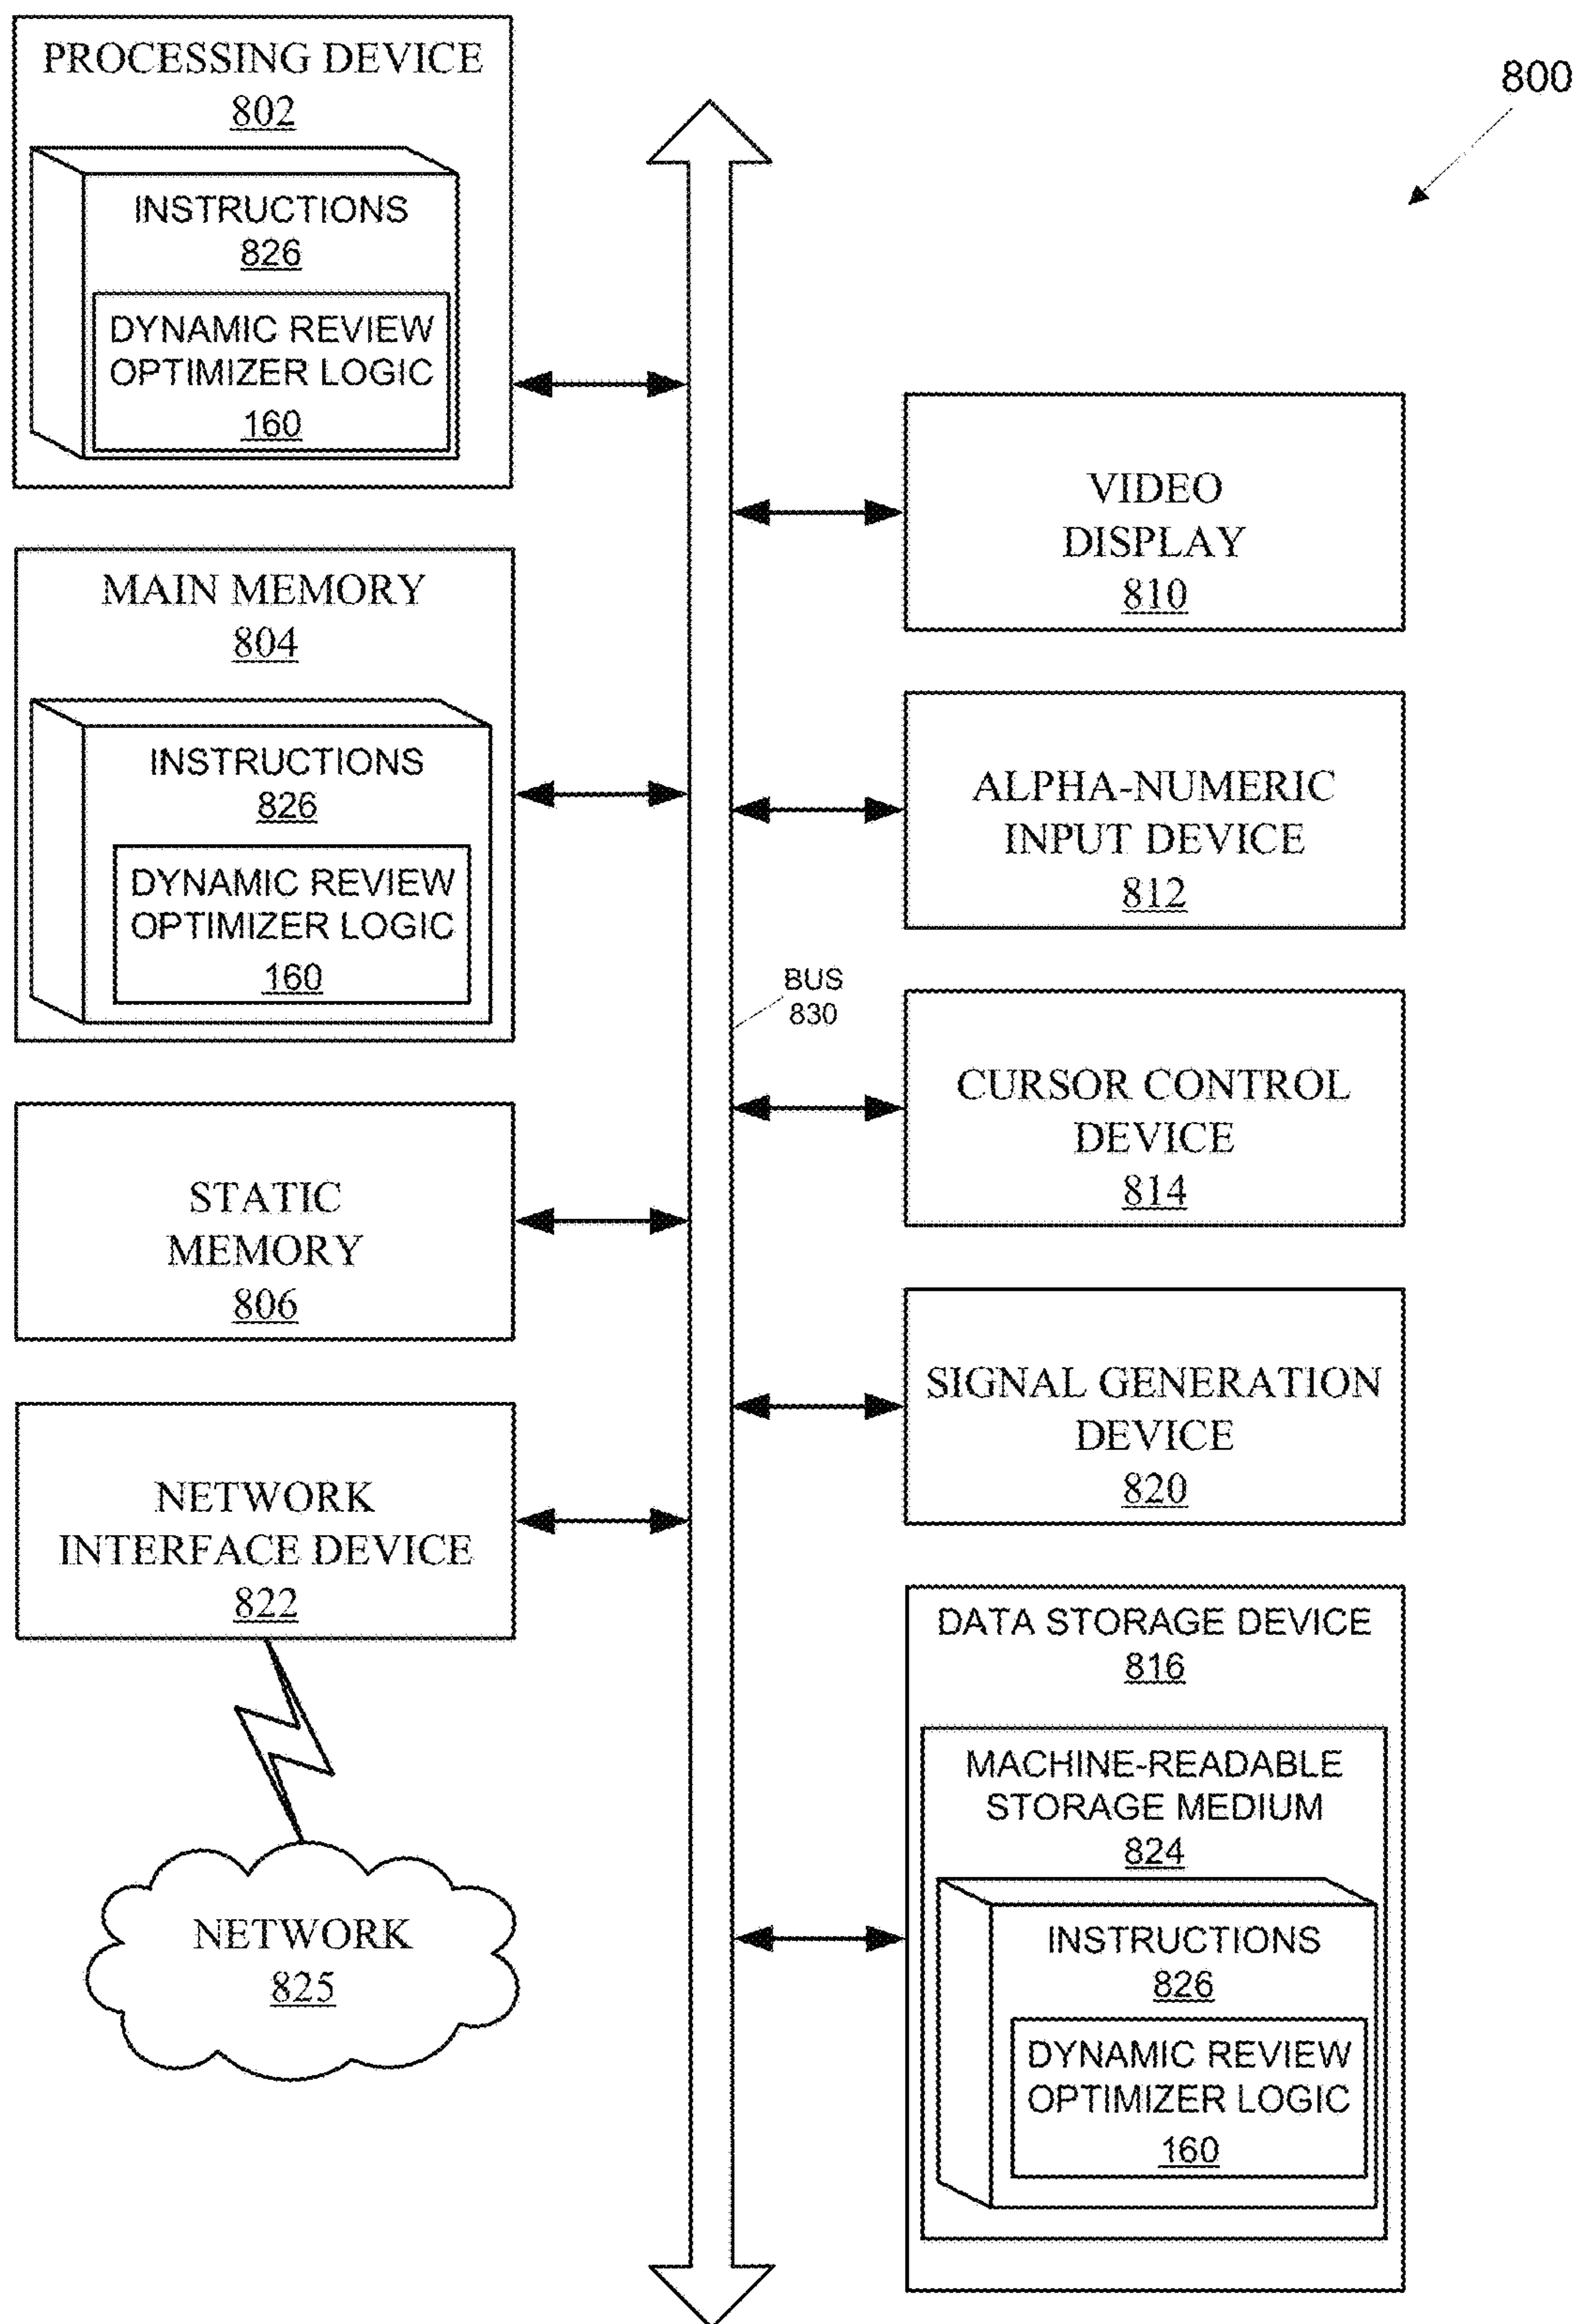 800
PROCESSING DEVICE
802
INSTRUCTIONS
826
DYNAMIC REVIEW
OPTIMIZER LOGIC
160
MAIN MEMORY
804
INSTRUCTIONS
826
DYNAMIC REVIEW
OPTIMIZER LOGIC
160
STATIC
MEMORY
806
NETWORK
INTERFACE DEVICE
822
NETWORK
825
BUS
830
VIDEO
DISPLAY
810
ALPHA-NUMERIC
INPUT DEVICE
812
CURSOR CONTROL
DEVICE
814
SIGNAL GENERATION
DEVICE
820
DATA STORAGE DEVICE
816
MACHINE-READABLE
STORAGE MEDIUM
824
INSTRUCTIONS
826
DYNAMIC REVIEW
OPTIMIZER LOGIC
160